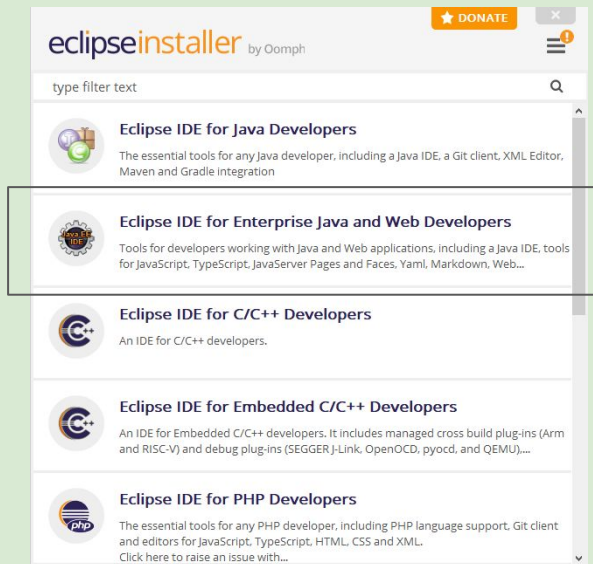 ★ DONATE
×
eclipseinstaller by Oomph
!
type filter text
Eclipse IDE for Java Developers
The essential tools for any Java developer, including a Java IDE, a Git client, XML Editor,
Maven and Gradle integration
Java EE
IDE
Eclipse IDE for Enterprise Java and Web Developers
Tools for developers working with Java and Web applications, including a Java IDE, tools
for JavaScript, TypeScript, JavaServer Pages and Faces, Yaml, Markdown, Web...
C++
Eclipse IDE for C/C++ Developers
An IDE for C/C++ developers.
C++
Eclipse IDE for Embedded C/C++ Developers
An IDE for Embedded C/C++ developers. It includes managed cross build plug-ins (Arm
and RISC-V) and debug plug-ins (SEGGER J-Link, OpenOCD, pyocd, and QEMU),...
php
Eclipse IDE for PHP Developers
The essential tools for any PHP developer, including PHP language support, Git client
and editors for JavaScript, TypeScript, HTML, CSS and XML.
Click here to raise an issue with...